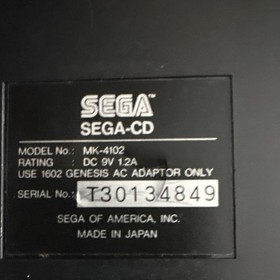 SEGA™
SEGA-CD
MODEL No.: MK-4102
RATING : DC 9V 1.2A
USE 1602 GENESIS AC ADAPTOR ONLY
SERIAL No.: T30134849
SEGA OF AMERICA, INC.
MADE IN JAPAN